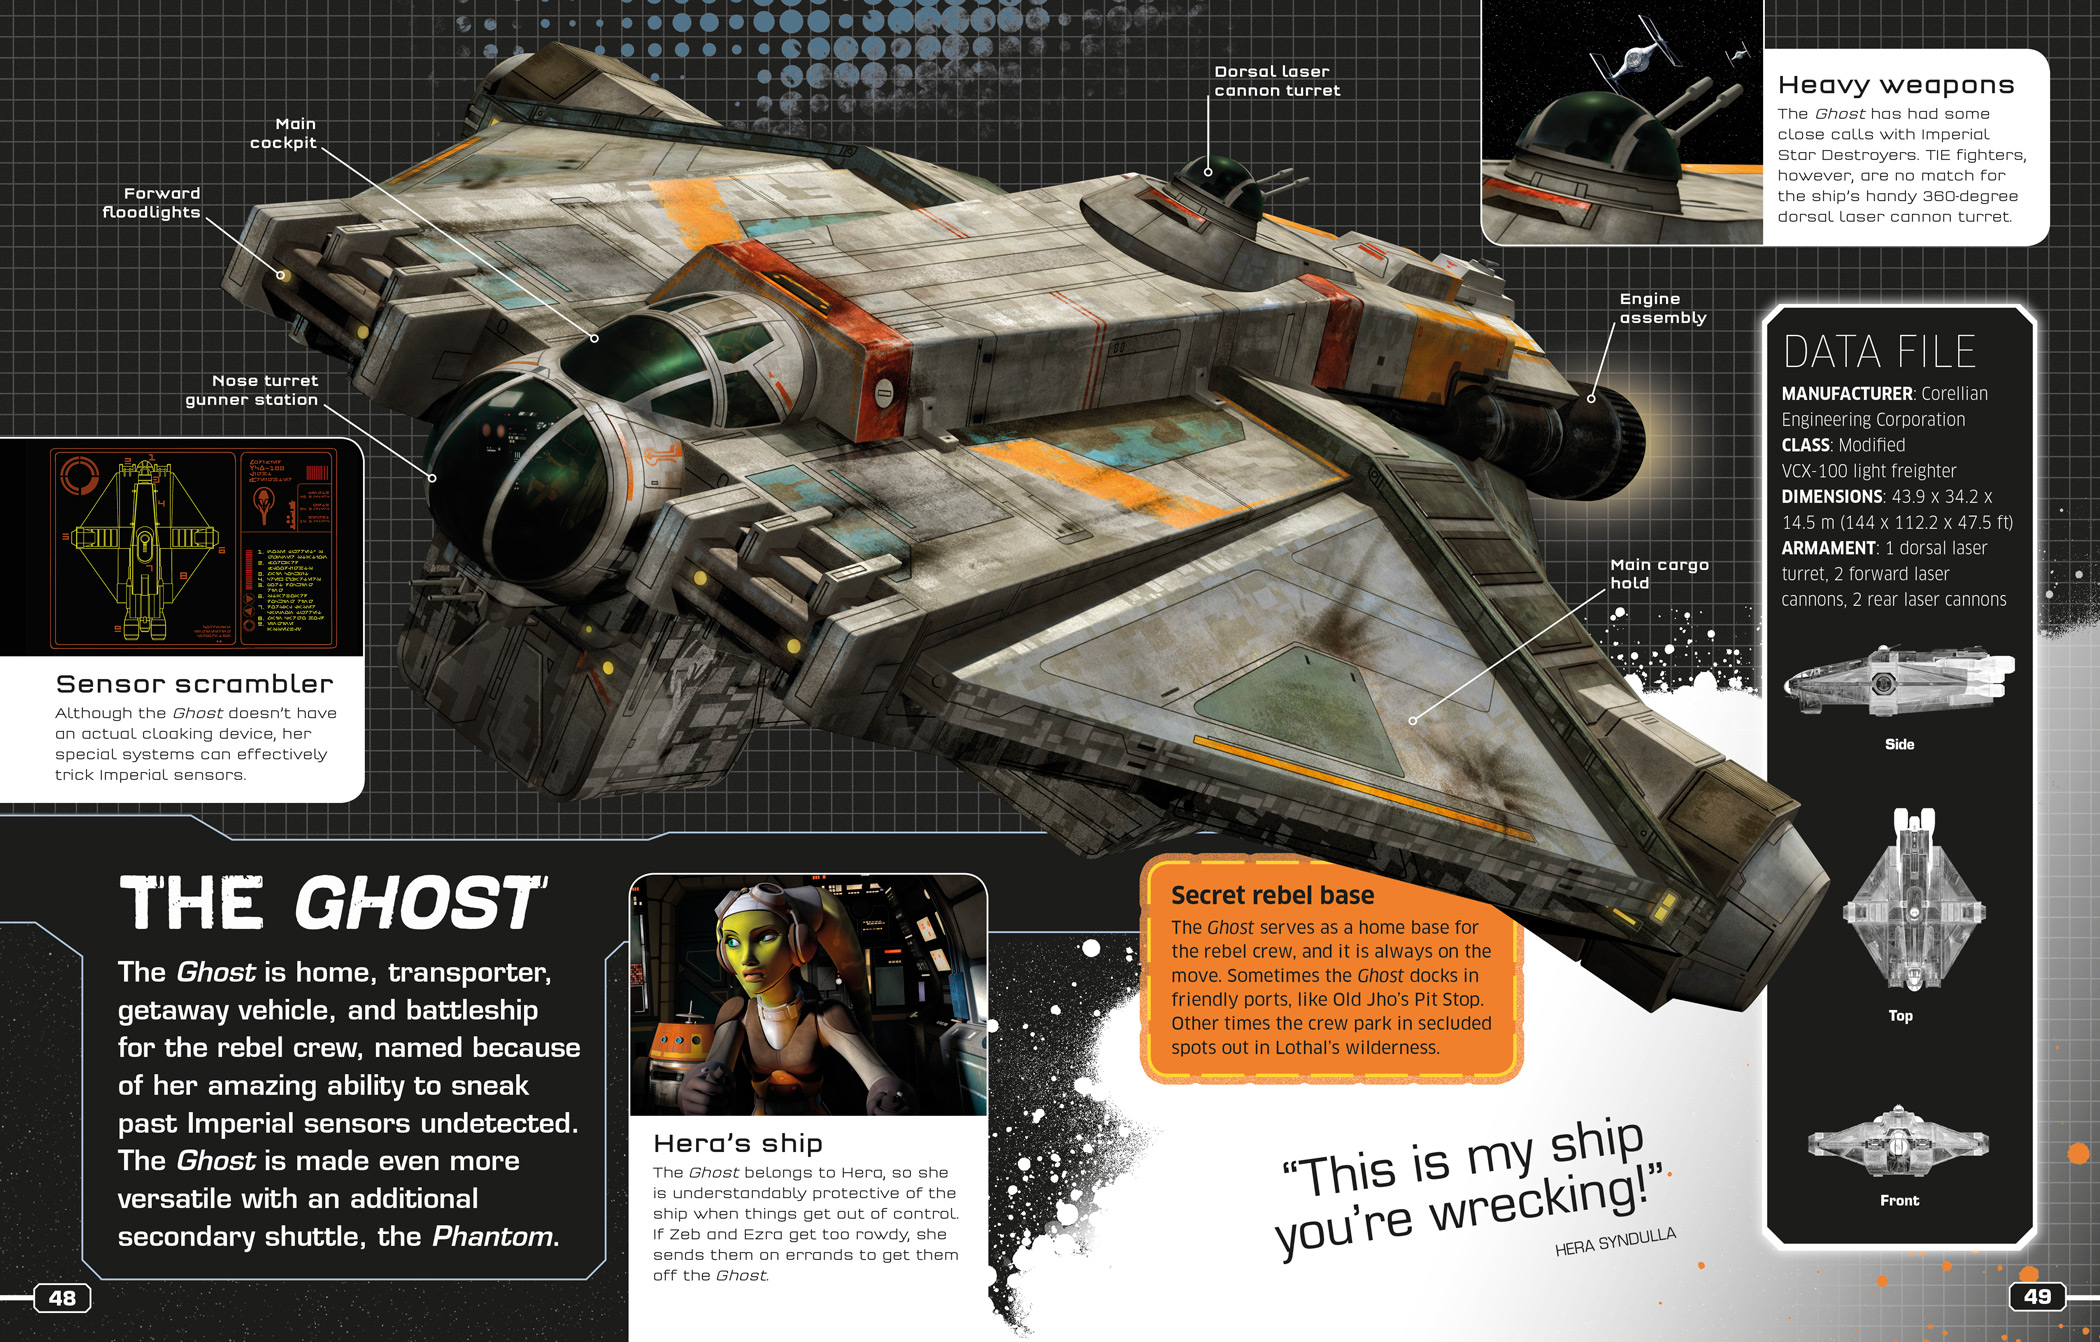 Main
cockpit
Forward
floodlights
Nose turret
gunner station
Dorsal laser
cannon turret
Engine
assembly
Main cargo
hold
Heavy weapons
The Ghost has had some
close calls with Imperial
Star Destroyers. TIE fighters,
however, are no match for
the ship's handy 360-degree
dorsal laser cannon turret.
Sensor scrambler
Although the Ghost doesn't have
an actual cloaking device, her
special systems can effectively
trick Imperial sensors.
THE GHOST
The Ghost is home, transporter,
getaway vehicle, and battleship
for the rebel crew, named because
of her amazing ability to sneak
past Imperial sensors undetected.
The Ghost is made even more
versatile with an additional
secondary shuttle, the Phantom.
48
Hera's ship
The Ghost belongs to Hera, so she
is understandably protective of the
ship when things get out of control.
If Zeb and Ezra get too rowdy, she
sends them on errands to get them
off the Ghost.
Secret rebel base
The Ghost serves as a home base for
the rebel crew, and it is always on the
move. Sometimes the Ghost docks in
friendly ports, like Old Jho's Pit Stop.
Other times the crew park in secluded
spots out in Lothal's wilderness.
“This is my ship
you're wrecking!”
HERA SYNDULLA
DATA FILE
MANUFACTURER: Corellian
Engineering Corporation
CLASS: Modified
VCX-100 light freighter
DIMENSIONS: 43.9 x 34.2 x
14.5 m (144 x 112.2 x 47.5 ft)
ARMAMENT: 1 dorsal laser
turret, 2 forward laser
cannons, 2 rear laser cannons
Side
Top
Front
49